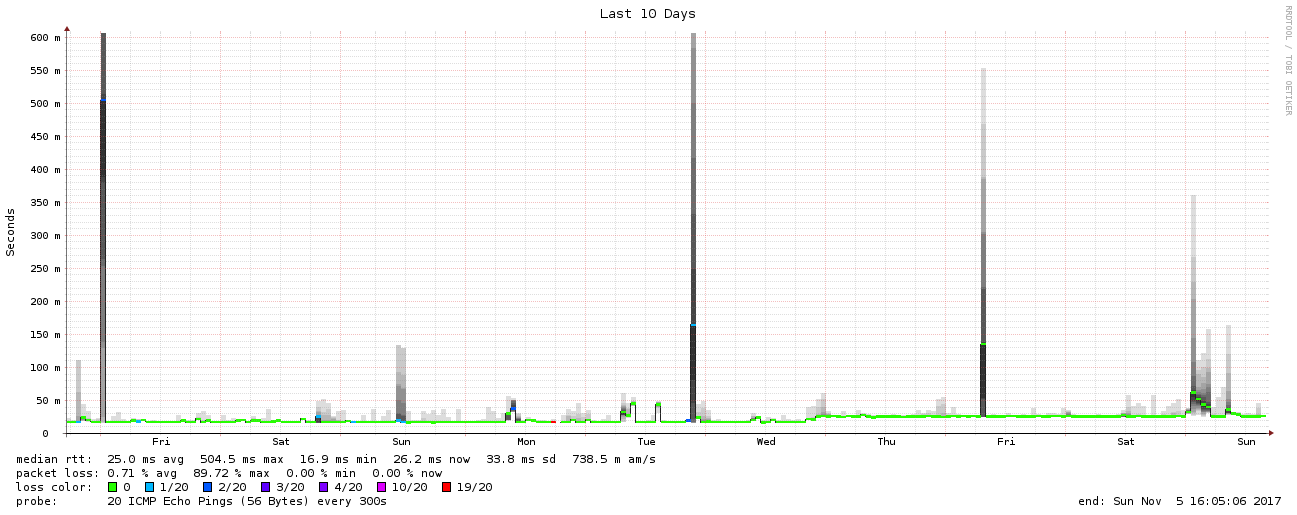 Last 10 Days
RRDTOOL / TOBI OETIKER
Seconds
600 m
550 m
500 m
450 m
400 m
350 m
300 m
250 m
200 m
150 m
100 m
50 m
0
Fri Sat Sun Mon Tue Wed Thu Fri Sat Sun
median rtt: 25.0 ms avg 504.5 ms max 16.9 ms min 26.2 ms now 33.8 ms sd 738.5 m am/s
packet loss: 0.71 % avg 89.72 % max 0.00 % min 0.00 % now
loss color: 0 1/20 2/20 3/20 4/20 10/20 19/20
probe: 20 ICMP Echo Pings (56 Bytes) every 300s end: Sun Nov 5 16:05:06 2017